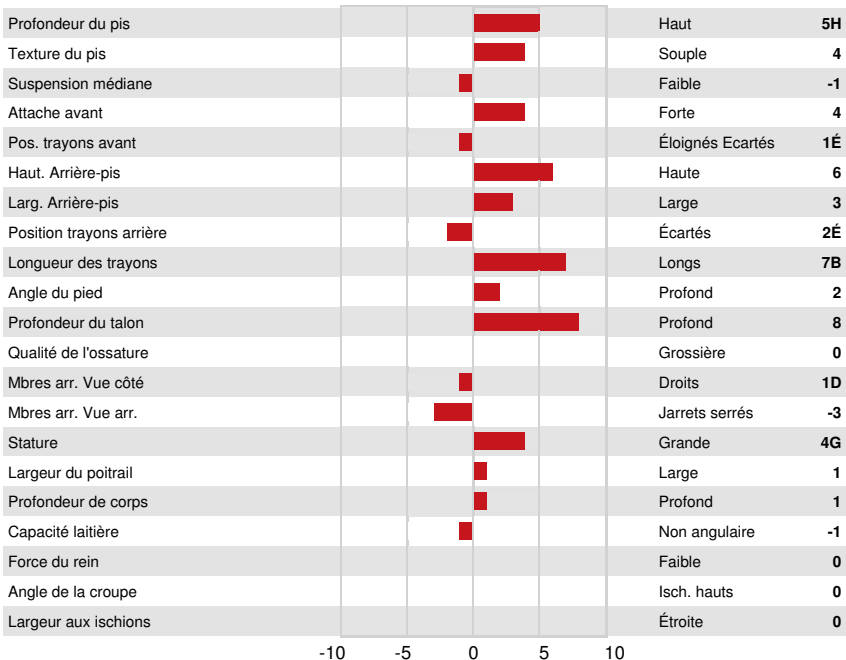 Profondeur du pis Haut 5H
Texture du pis Souple 4
Suspension médiane Faible -1
Attache avant Forte 4
Pos. trayons avant Éloignés Ecartés 1É
Haut. Arrière-pis Haute 6
Larg. Arrière-pis Large 3
Position trayons arrière Écartés 2É
Longueur des trayons Longs 7B
Angle du pied Profond 2
Profondeur du talon Profond 8
Qualité de l'ossature Grossière 0
Mbres arr. Vue côté Droits 1D
Mbres arr. Vue arr. Jarrets serrés -3
Stature Grande 4G
Largeur du poitrail Large 1
Profondeur de corps Profond 1
Capacité laitière Non angulaire -1
Force du rein Faible 0
Angle de la croupe Isch. hauts 0
Largeur aux ischions Étroite 0
-10 -5 0 5 10